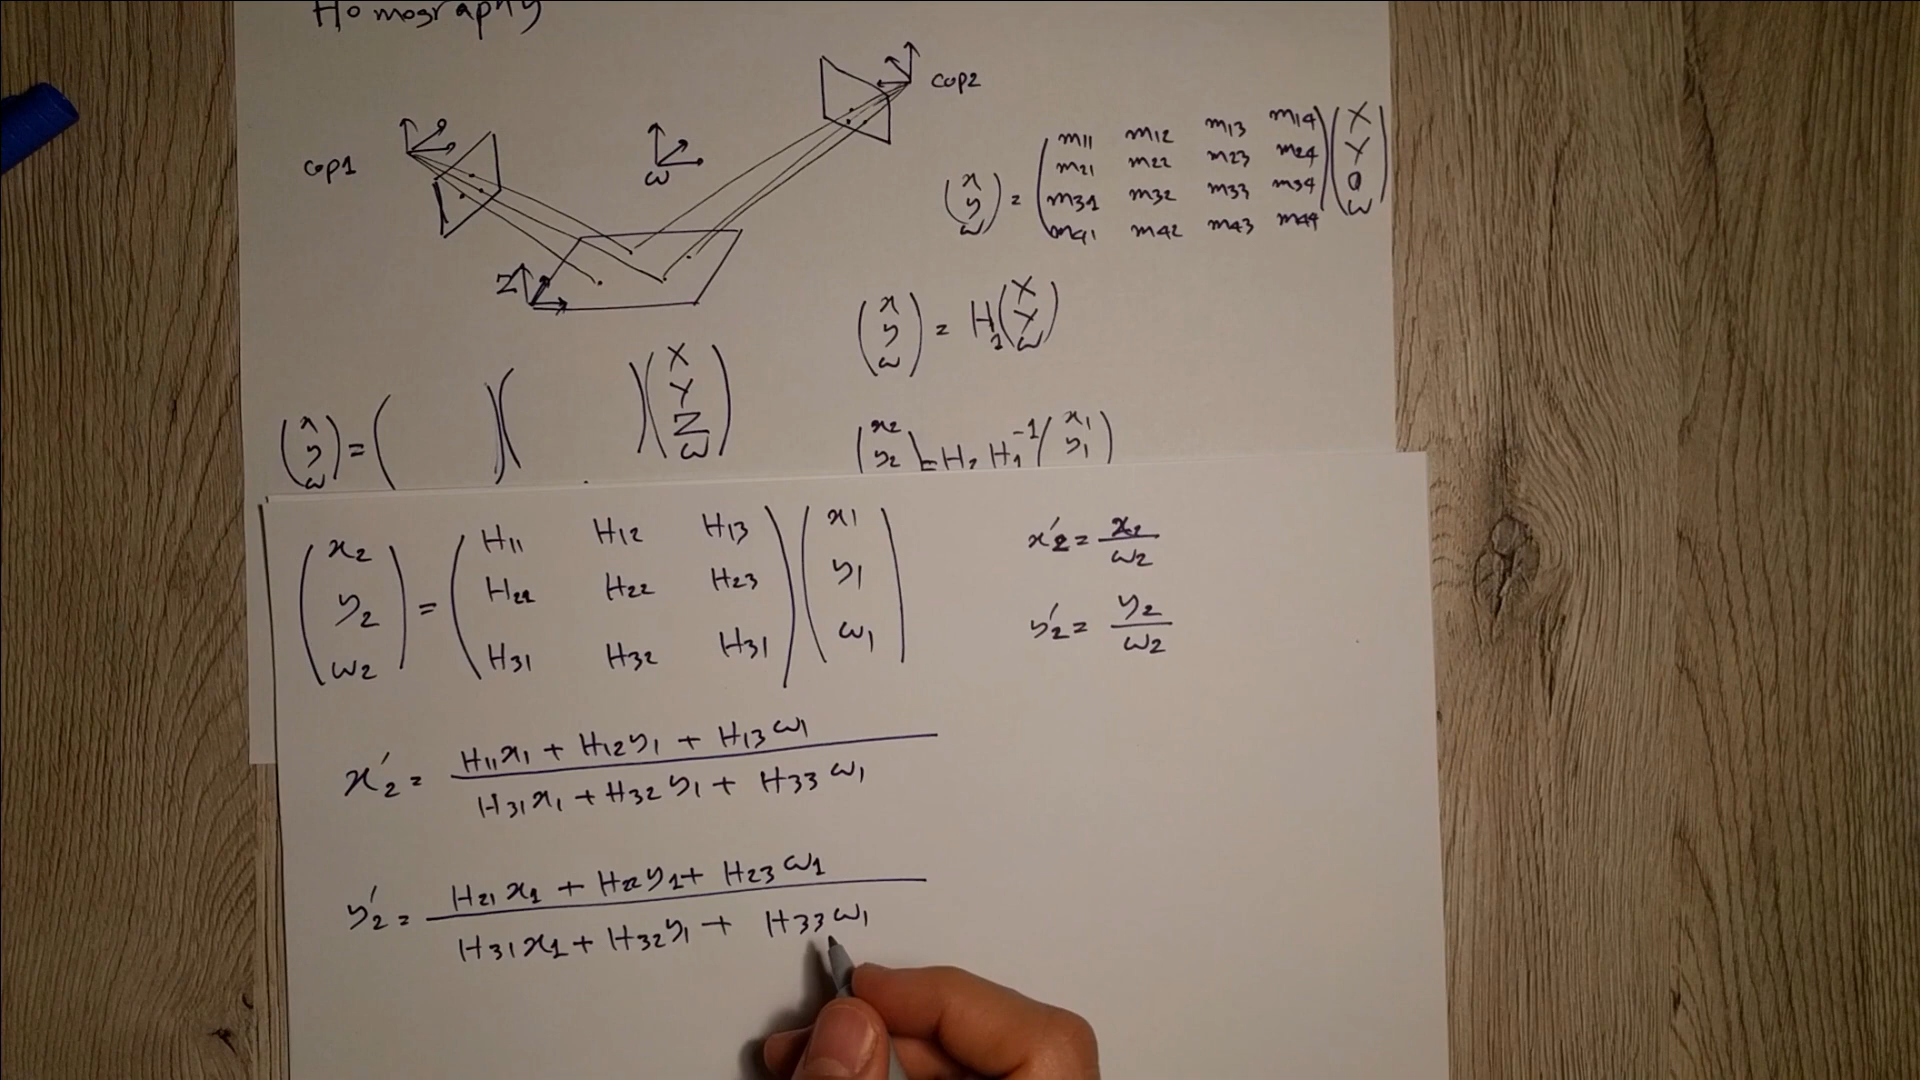 Homography
cop1
cop2
ω
Z
(x y ω) = (m11 m12 m13 m14
m21 m22 m23 m24
m31 m32 m33 m34
m41 m42 m43 m44) (X Y 0 ω)
(x y ω) = H1 (X Y ω)
(x y ω) = ( )( ) (X Y Z ω)
(x2 y2 = H2 H1^-1 (x1 y1)
(x2 y2 ω2) = (H11 H12 H13
H22 H22 H23
H31 H32 H31) (x1 y1 ω1)
x'2 = x2 / ω2
y'2 = y2 / ω2
x'2 = H11x1 + H12y1 + H13ω1
H31x1 + H32y1 + H33ω1
y'2 = H21x1 + H22y1 + H23ω1
H31x1 + H32y1 + H33ω1